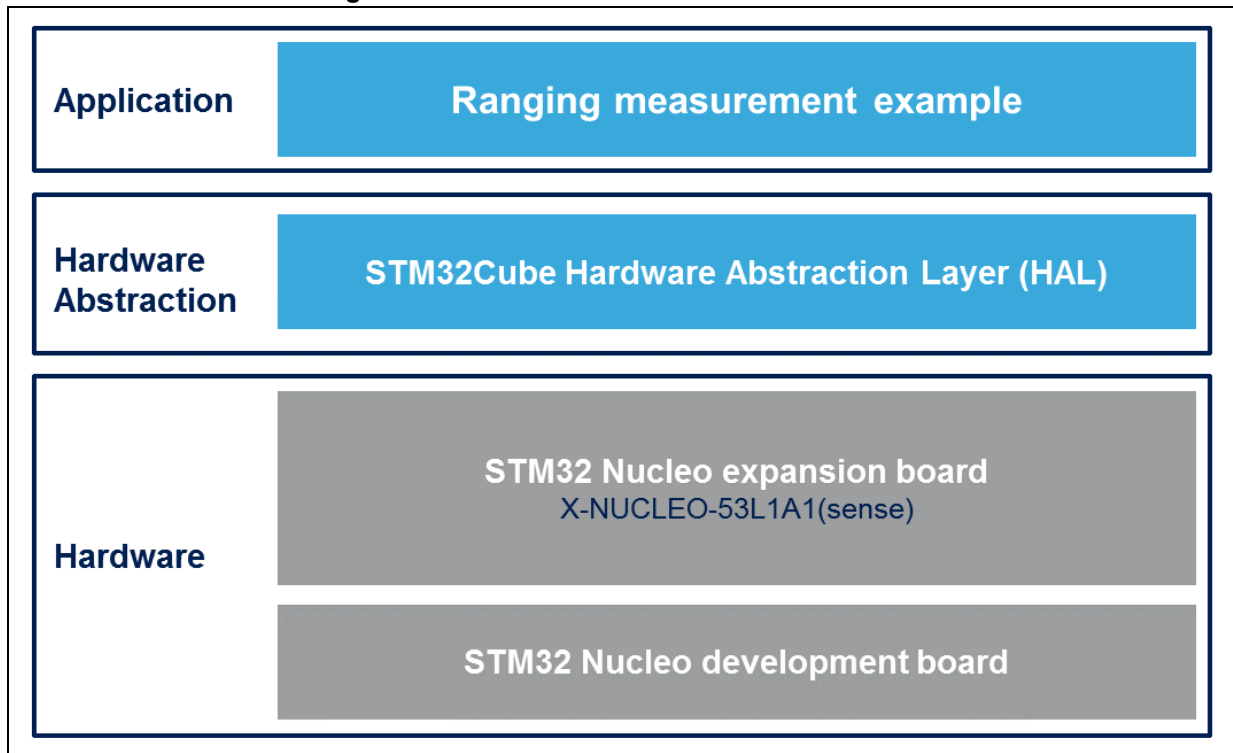 Application
Ranging measurement example
Hardware
Abstraction
STM32Cube Hardware Abstraction Layer (HAL)
Hardware
STM32 Nucleo expansion board
X-NUCLEO-53L1A1(sense)
STM32 Nucleo development board